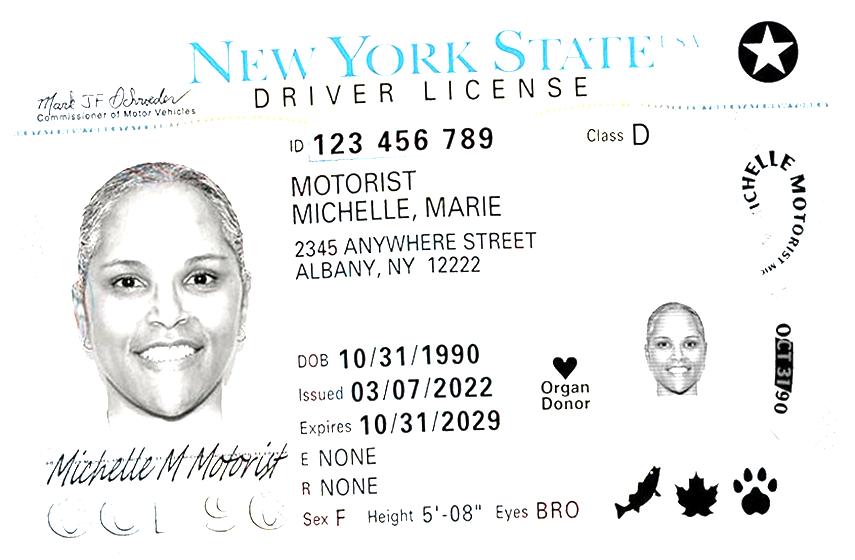 NEW YORK STATE USA
DRIVER LICENSE
Mark JF Schroeder
Commissioner of Motor Vehicles
ID 123 456 789
Class D
MOTORIST
MICHELLE, MARIE
2345 ANYWHERE STREET
ALBANY, NY 12222
ICHELLE MOTORIST MIC
DOB 10/31/1990
Issued 03/07/2022
Expires 10/31/2029
Organ
Donor
OCT 31/90
E NONE
R NONE
Sex F Height 5'-08" Eyes BRO
Michelle M Motorist